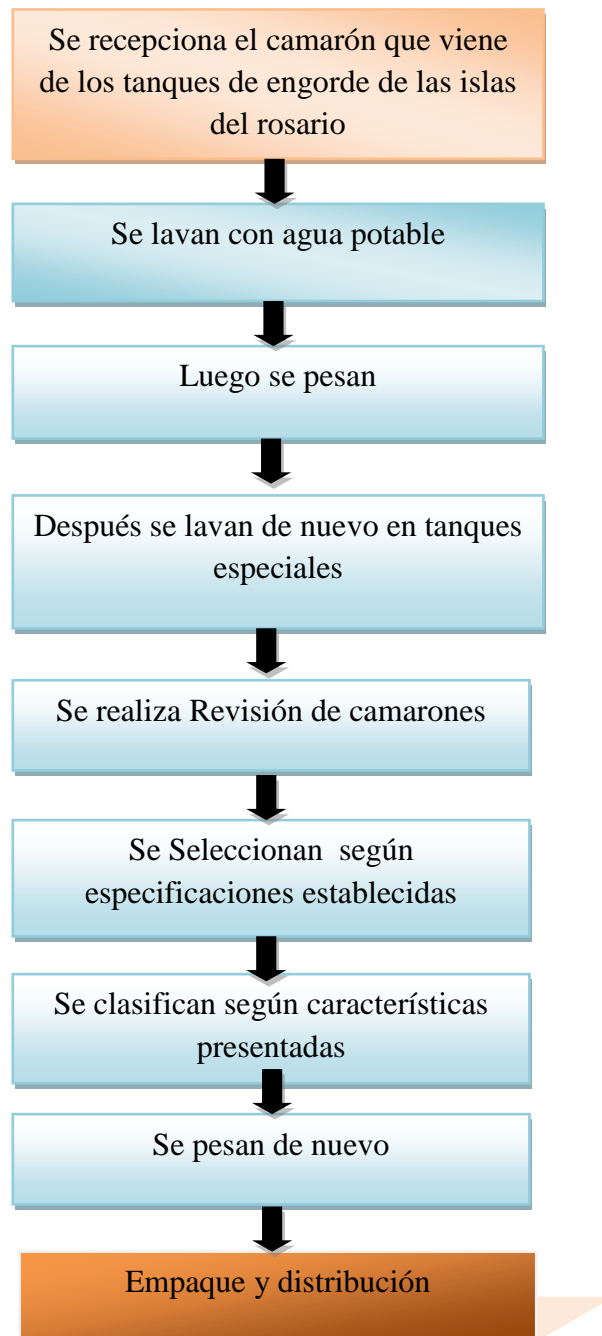 Se recepciona el camarón que viene
de los tanques de engorde de las islas
del rosario
Se lavan con agua potable
Luego se pesan
Después se lavan de nuevo en tanques
especiales
Se realiza Revisión de camarones
Se Seleccionan  según
especificaciones establecidas
Se clasifican según características
presentadas
Se pesan de nuevo
Empaque y distribución